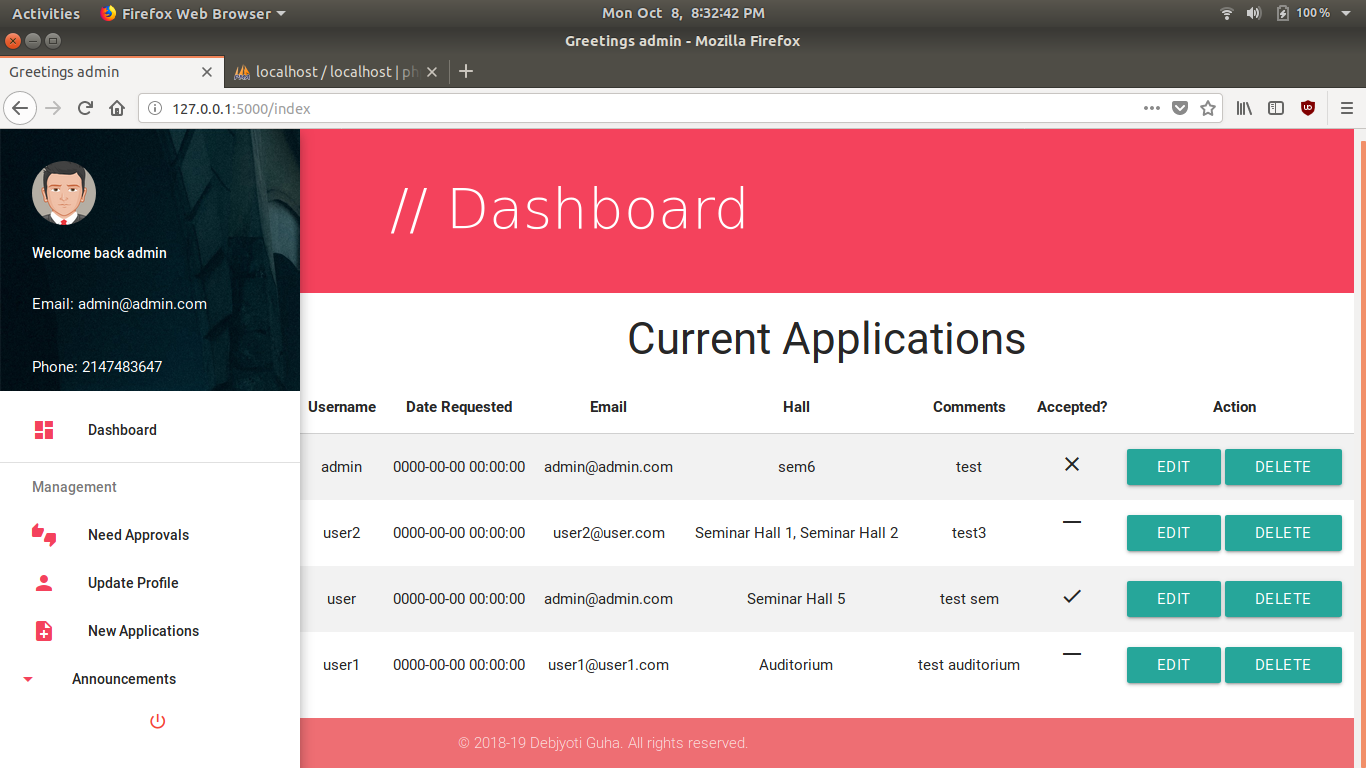 Activities Firefox Web Browser Mon Oct 8, 8:32:42 PM 100%
Greetings admin - Mozilla Firefox
Greetings admin localhost / localhost | ph
127.0.0.1:5000/index
// Dashboard
Welcome back admin
Email: admin@admin.com
Phone: 2147483647
Dashboard
Management
Need Approvals
Update Profile
New Applications
Announcements
Current Applications
Username Date Requested Email Hall Comments Accepted? Action
admin 0000-00-00 00:00:00 admin@admin.com sem6 test EDIT DELETE
user2 0000-00-00 00:00:00 user2@user.com Seminar Hall 1, Seminar Hall 2 test3 EDIT DELETE
user 0000-00-00 00:00:00 admin@admin.com Seminar Hall 5 test sem EDIT DELETE
user1 0000-00-00 00:00:00 user1@user1.com Auditorium test auditorium EDIT DELETE
© 2018-19 Debjyoti Guha. All rights reserved.